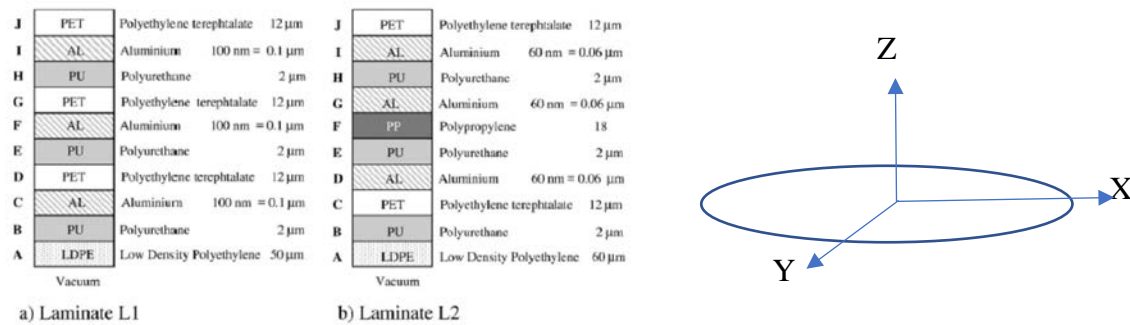 J PET Polyethylene terephtalate 12 μm
I AL Aluminium 100 nm = 0.1 μm
H PU Polyurethane 2 μm
G PET Polyethylene terephtalate 12 μm
F AL Aluminium 100 nm = 0.1 μm
E PU Polyurethane 2 μm
D PET Polyethylene terephtalate 12 μm
C AL Aluminium 100 nm = 0.1 μm
B PU Polyurethane 2 μm
A LDPE Low Density Polyethylene 50 μm
Vacuum
a) Laminate L1
J PET Polyethylene terephtalate 12 μm
I AL Aluminium 60 nm = 0.06 μm
H PU Polyurethane 2 μm
G AL Aluminium 60 nm = 0.06 μm
F PP Polypropylene 18
E PU Polyurethane 2 μm
D AL Aluminium 60 nm = 0.06 μm
C PET Polyethylene terephtalate 12 μm
B PU Polyurethane 2 μm
A LDPE Low Density Polyethylene 60 μm
Vacuum
b) Laminate L2
Z
X
Y